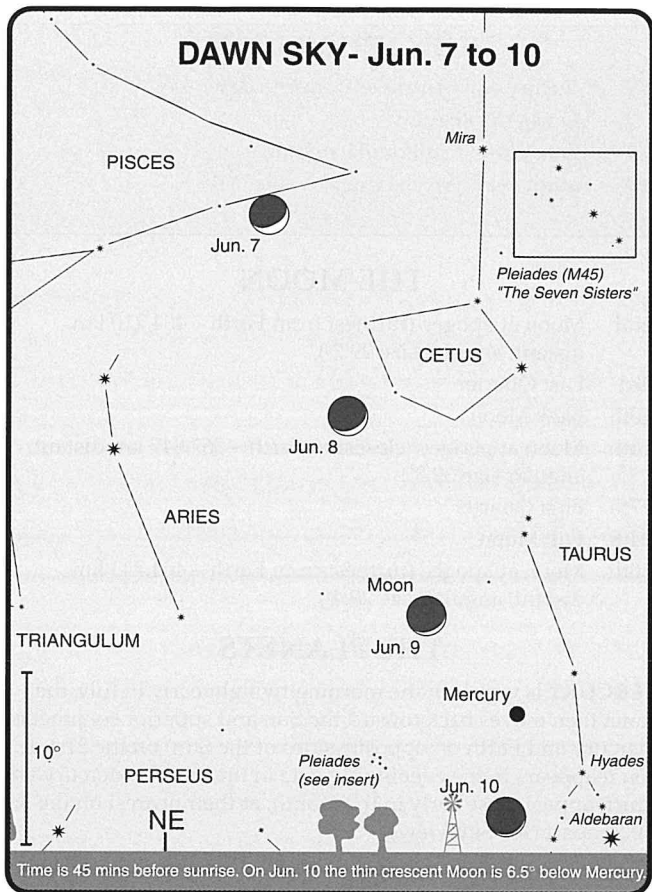 DAWN SKY- Jun. 7 to 10
Mira
PISCES
Jun. 7
Pleiades (M45)
"The Seven Sisters"
CETUS
Jun. 8
ARIES
TAURUS
Moon
Jun. 9
TRIANGULUM
Mercury
10°
Pleiades
(see insert)
Hyades
PERSEUS
Jun. 10
Aldebaran
NE
Time is 45 mins before sunrise. On Jun. 10 the thin crescent Moon is 6.5° below Mercury.